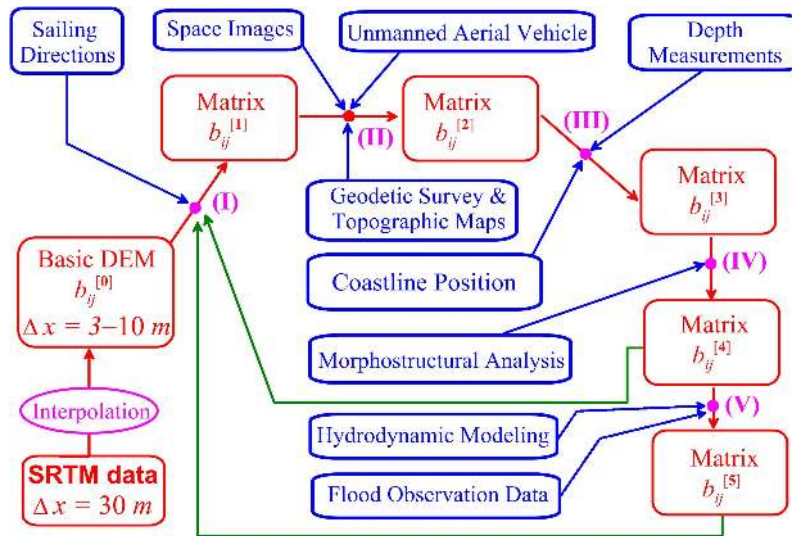 Sailing
Directions
Space Images
Unmanned Aerial Vehicle
Depth
Measurements
Matrix
b_ij^[1]
(II)
Matrix
b_ij^[2]
(III)
(I)
Geodetic Survey &
Topographic Maps
Matrix
b_ij^[3]
Basic DEM
b_ij^[0]
Δx = 3–10 m
Coastline Position
(IV)
Morphostructural Analysis
Matrix
b_ij^[4]
Interpolation
Hydrodynamic Modeling
(V)
SRTM data
Δx = 30 m
Flood Observation Data
Matrix
b_ij^[5]